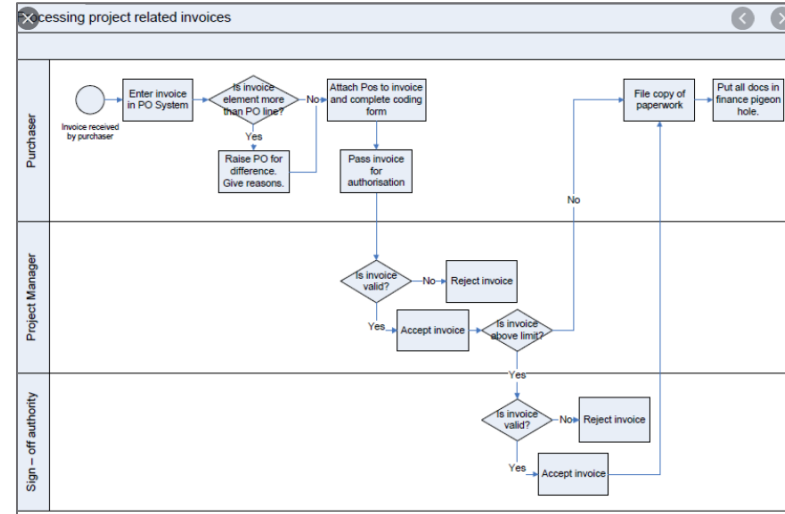 Processing project related invoices
Purchaser
Invoice received
by purchaser
Enter invoice
in PO System
Is invoice
element more
than PO line?
No
Yes
Raise PO for
difference.
Give reasons.
Attach Pos to invoice
and complete coding
form
Pass invoice
for
authorisation
File copy of
paperwork
Put all docs in
finance pigeon
hole.
No
Project Manager
Is invoice
valid?
No
Reject invoice
Yes
Accept invoice
Is invoice
above limit?
Yes
Sign – off authority
Is invoice
valid?
No
Reject invoice
Yes
Accept invoice